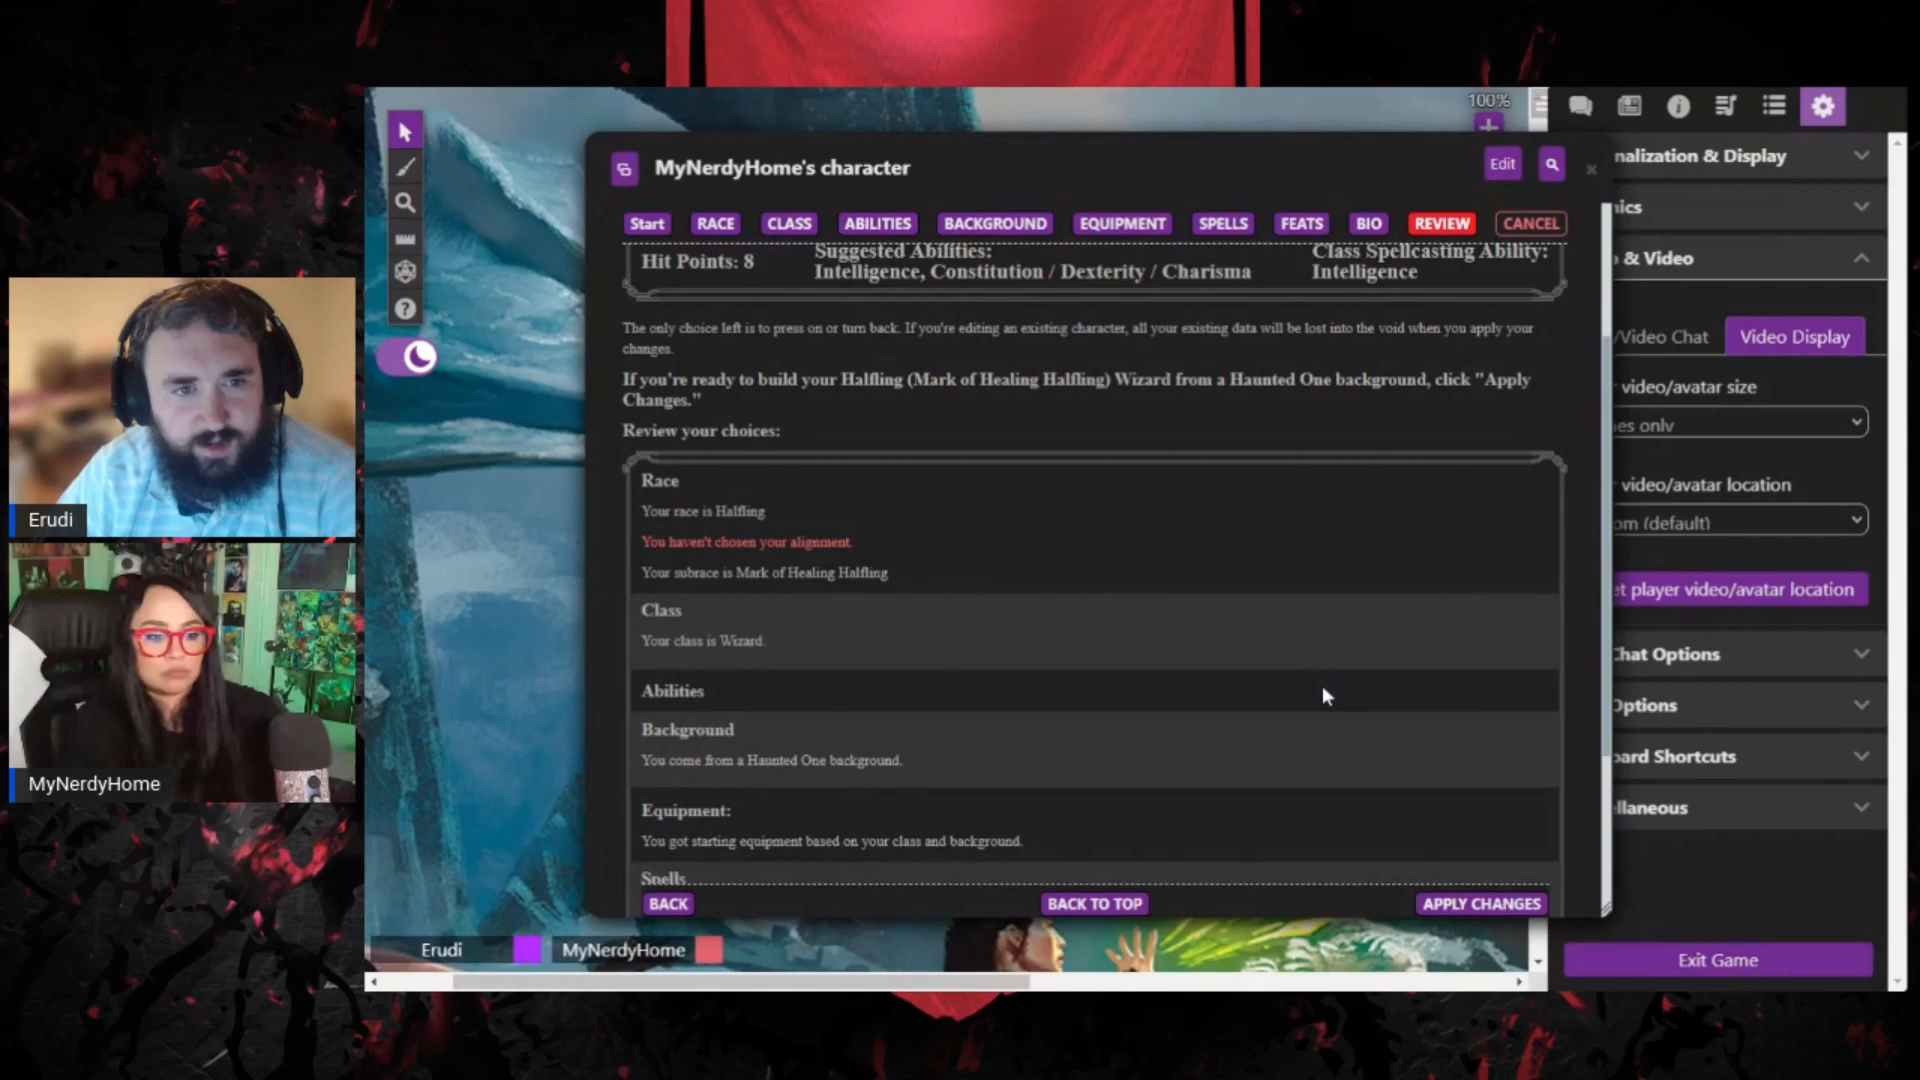 100%
MyNerdyHome's character
Edit
Start RACE CLASS ABILITIES BACKGROUND EQUIPMENT SPELLS FEATS BIO REVIEW CANCEL
Hit Points: 8
Suggested Abilities:
Intelligence, Constitution / Dexterity / Charisma
Class Spellcasting Ability:
Intelligence
The only choice left is to press on or turn back. If you're editing an existing character, all your existing data will be lost into the void when you apply your
changes.
If you're ready to build your Halfling (Mark of Healing Halfling) Wizard from a Haunted One background, click "Apply
Changes."
Review your choices:
Race
Your race is Halfling
You haven't chosen your alignment.
Your subrace is Mark of Healing Halfling
Class
Your class is Wizard.
Abilities
Background
You come from a Haunted One background.
Equipment:
You got starting equipment based on your class and background.
Spells
BACK
BACK TO TOP
APPLY CHANGES
Erudi
MyNerdyHome
Erudi
MyNerdyHome
nalization & Display
nics
& Video
/Video Chat
Video Display
video/avatar size
es only
video/avatar location
om (default)
et player video/avatar location
Chat Options
Options
oard Shortcuts
ellaneous
Exit Game